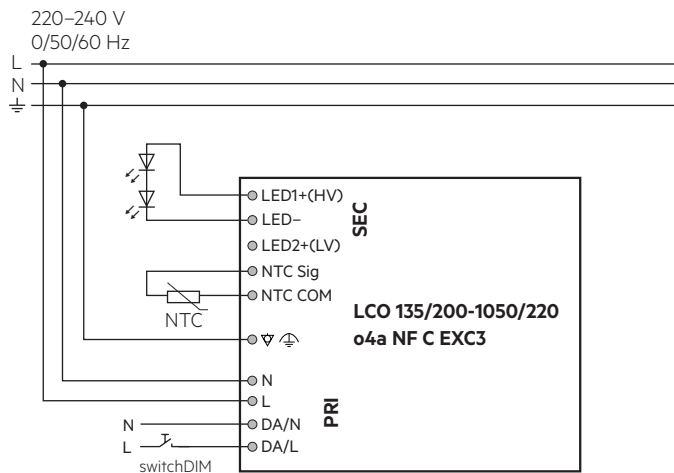 220–240 V
0/50/60 Hz
L
N
LED1+(HV)
LED–
SEC
LED2+(LV)
NTC Sig
NTC COM
NTC
LCO 135/200-1050/220
o4a NF C EXC3
N
L
PRI
N DA/N
L DA/L
switchDIM